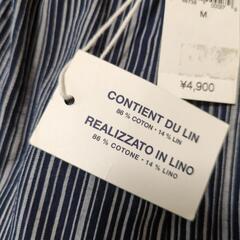 M
¥4,900
CONTIENT DU LIN
86 % COTON · 14 % LIN
REALIZZATO IN LINO
86 % COTONE · 14 % LINO